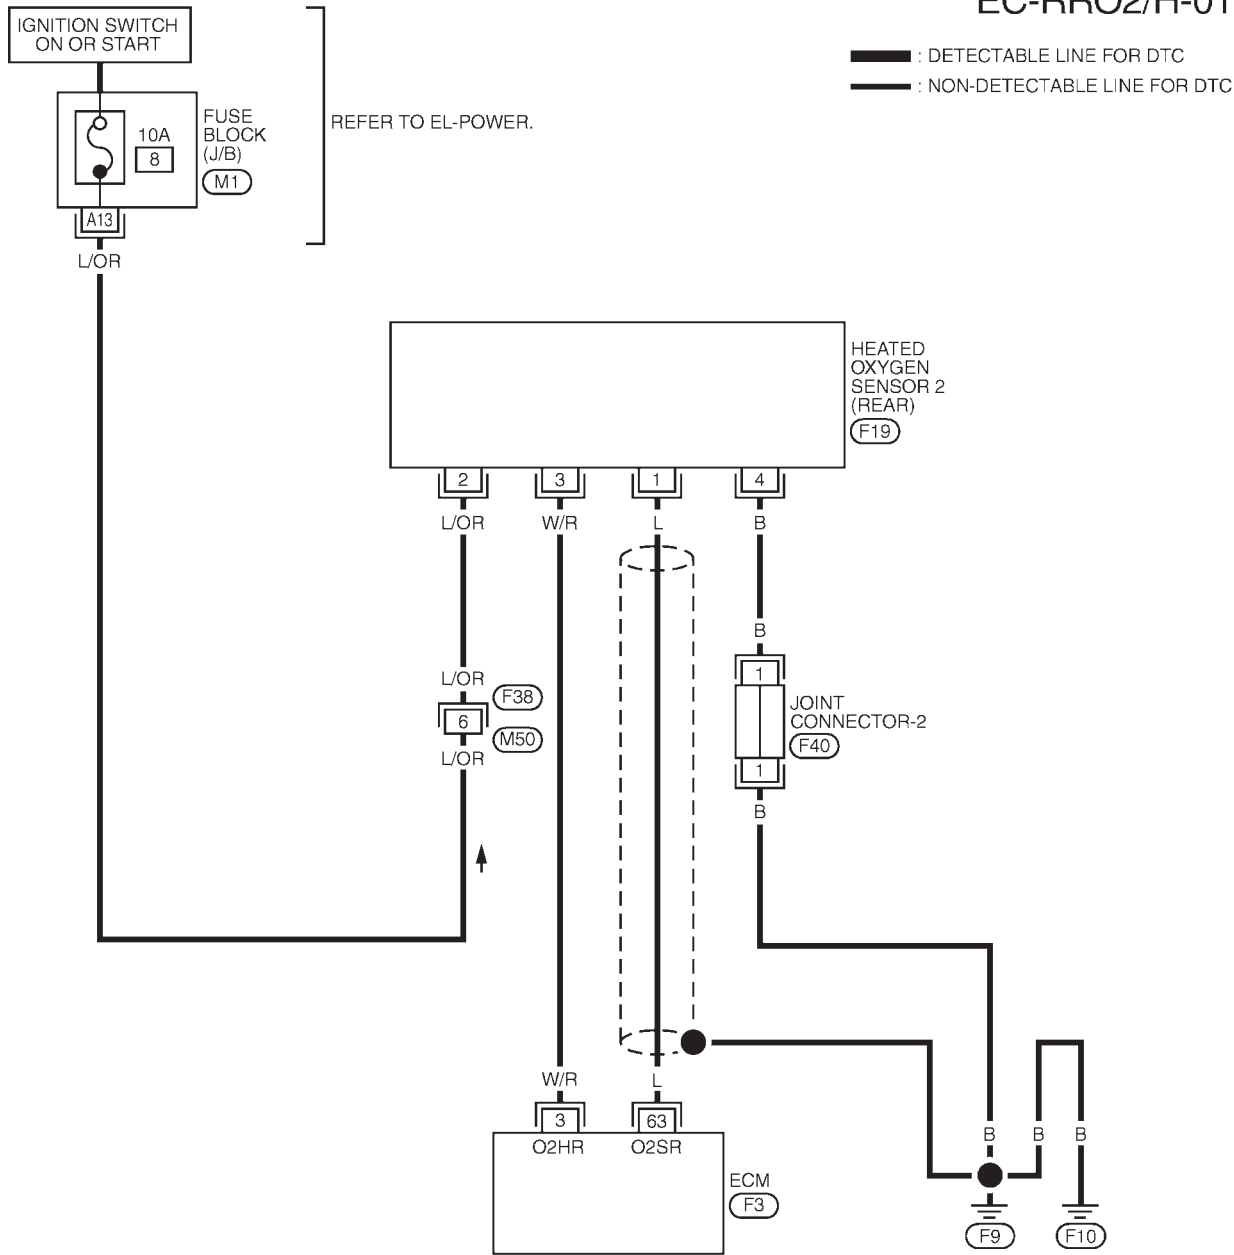 EC-RRO2/H-01
IGNITION SWITCH
ON OR START
: DETECTABLE LINE FOR DTC
: NON-DETECTABLE LINE FOR DTC
10A
8
FUSE
BLOCK
(J/B)
M1
REFER TO EL-POWER.
A13
L/OR
HEATED
OXYGEN
SENSOR 2
(REAR)
F19
2 3 1 4
L/OR W/R L B
B
L/OR
F38
6
M50
L/OR
1
JOINT
CONNECTOR-2
F40
1
B
W/R L
3 63
O2HR O2SR
ECM
F3
B B B
F9 F10